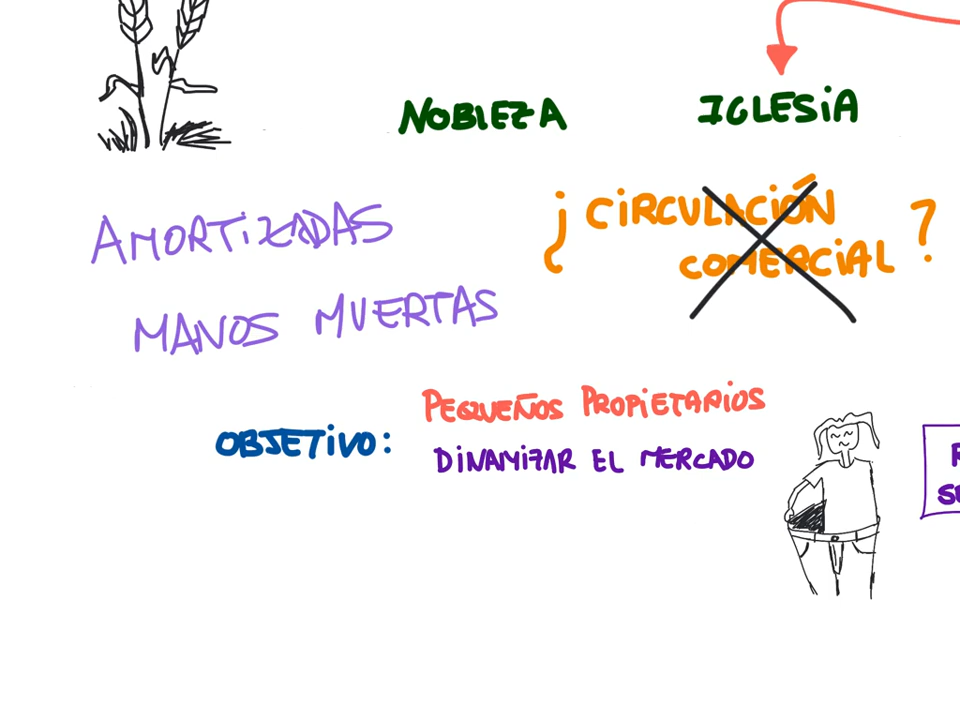 NOBLEZA
IGLESIA
AMORTIZADAS
¿CIRCULACIÓN
COMERCIAL?
MANOS MUERTAS
PEQUEÑOS PROPIETARIOS
OBJETIVO:
DINAMIZAR EL MERCADO